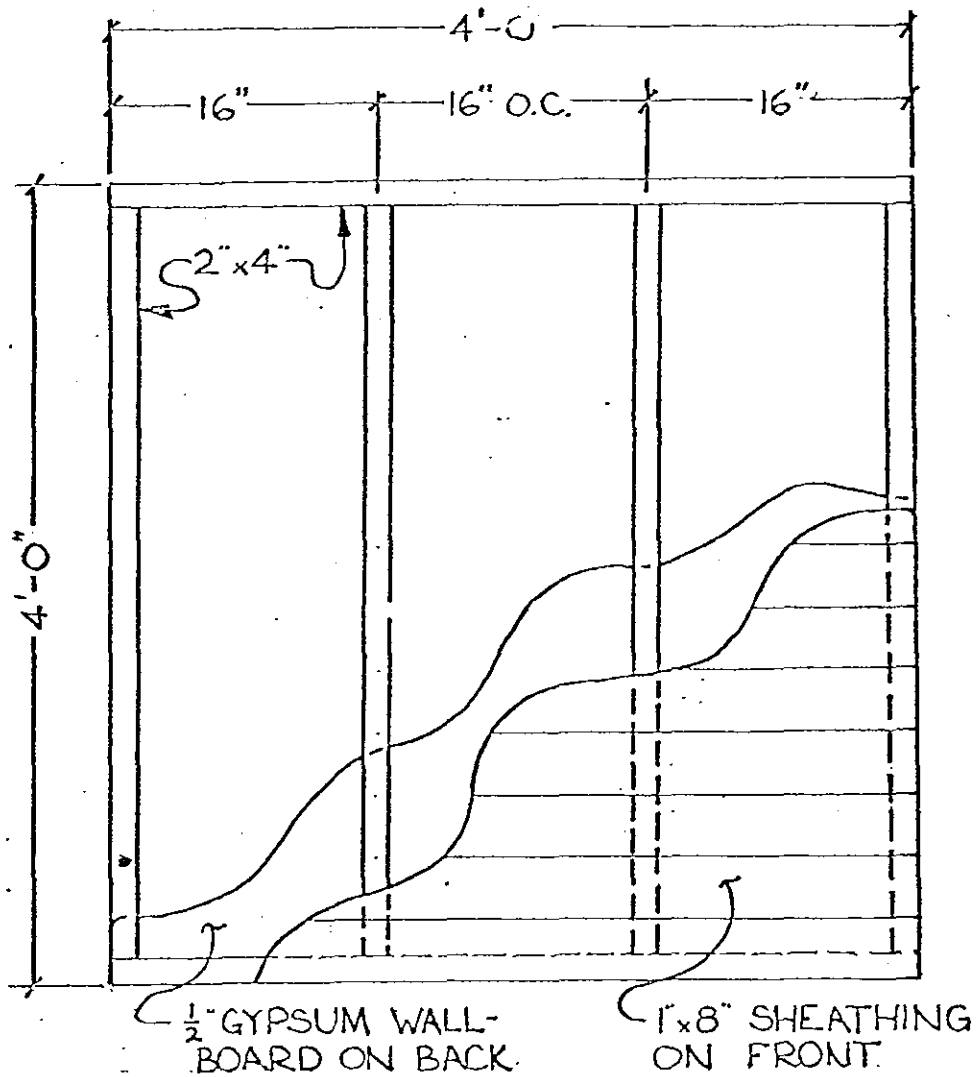 4'-0
16"
16" O.C.
16"
2"x4"
4'-0"
½" GYPSUM WALL-
BOARD ON BACK.
1"x8" SHEATHING
ON FRONT.